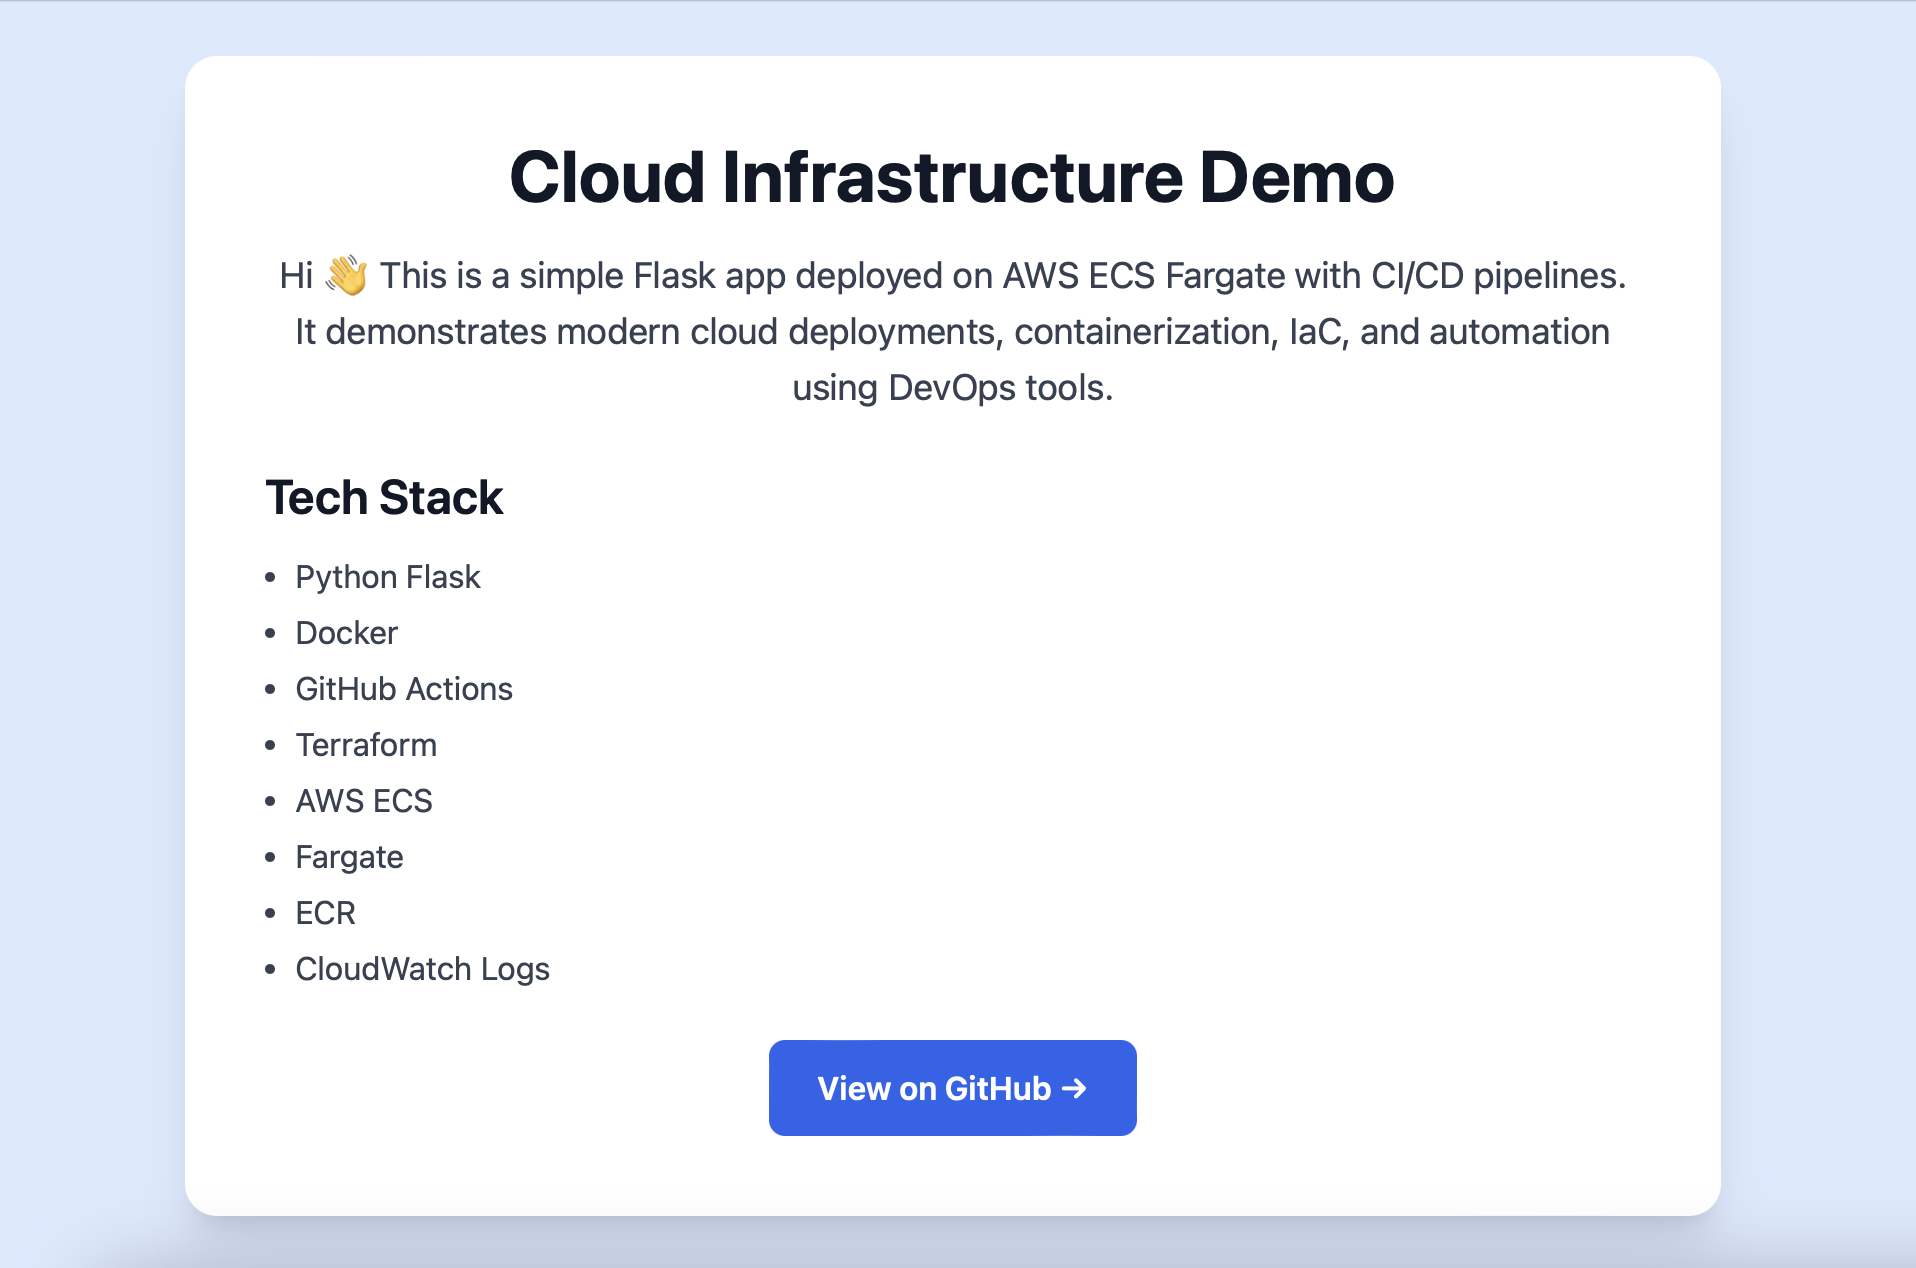 Cloud Infrastructure Demo
Hi 👋 This is a simple Flask app deployed on AWS ECS Fargate with CI/CD pipelines.
It demonstrates modern cloud deployments, containerization, IaC, and automation
using DevOps tools.
Tech Stack
• Python Flask
• Docker
• GitHub Actions
• Terraform
• AWS ECS
• Fargate
• ECR
• CloudWatch Logs
View on GitHub →